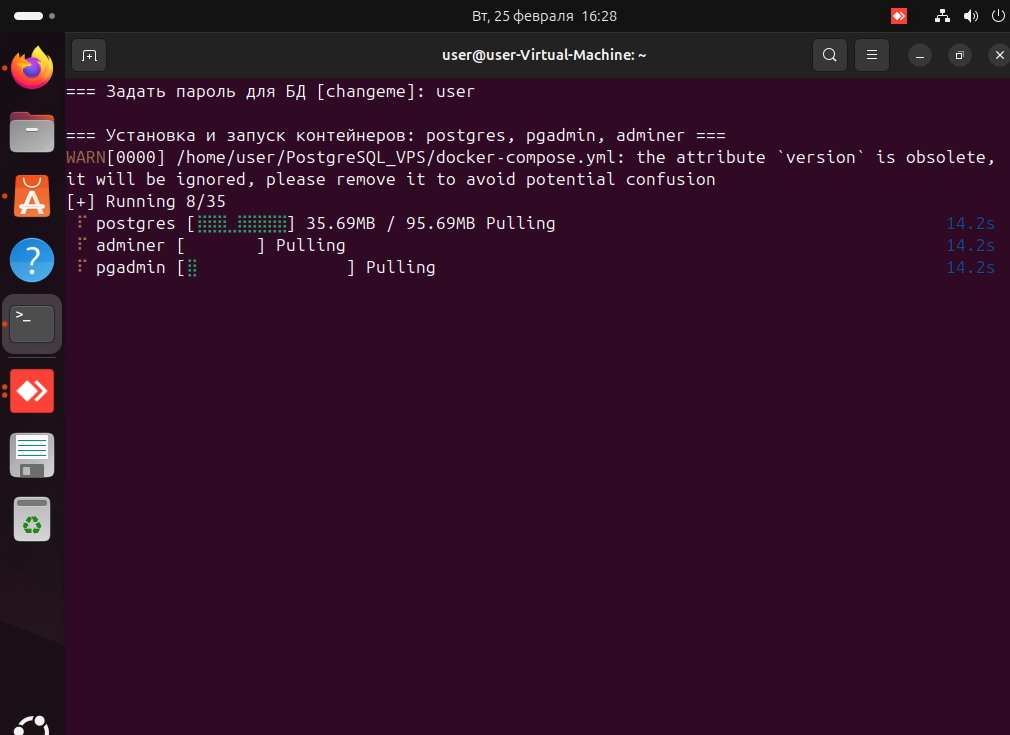 Вт, 25 февраля 16:28
user@user-Virtual-Machine: ~
=== Задать пароль для БД [changeme]: user
=== Установка и запуск контейнеров: postgres, pgadmin, adminer ===
WARN[0000] /home/user/PostgreSQL_VPS/docker-compose.yml: the attribute `version` is obsolete,
it will be ignored, please remove it to avoid potential confusion
[+] Running 8/35
⠏ postgres [⣿⣿⣿⣀⣿⣿⣿⣿⣿] 35.69MB / 95.69MB Pulling 14.2s
⠏ adminer [       ] Pulling 14.2s
⠏ pgadmin [⣿               ] Pulling 14.2s